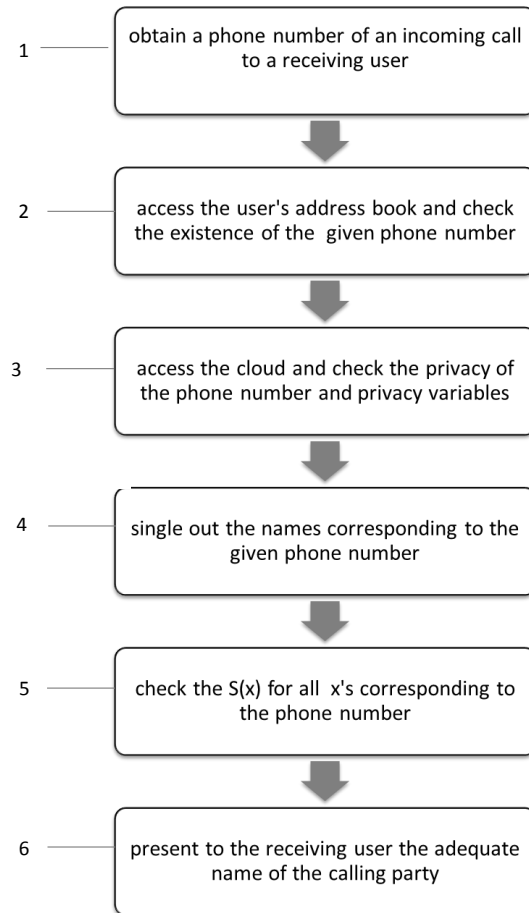 1
obtain a phone number of an incoming call
to a receiving user
2
access the user's address book and check
the existence of the given phone number
3
access the cloud and check the privacy of
the phone number and privacy variables
4
single out the names corresponding to the
given phone number
5
check the S(x) for all x's corresponding to
the phone number
6
present to the receiving user the adequate
name of the calling party